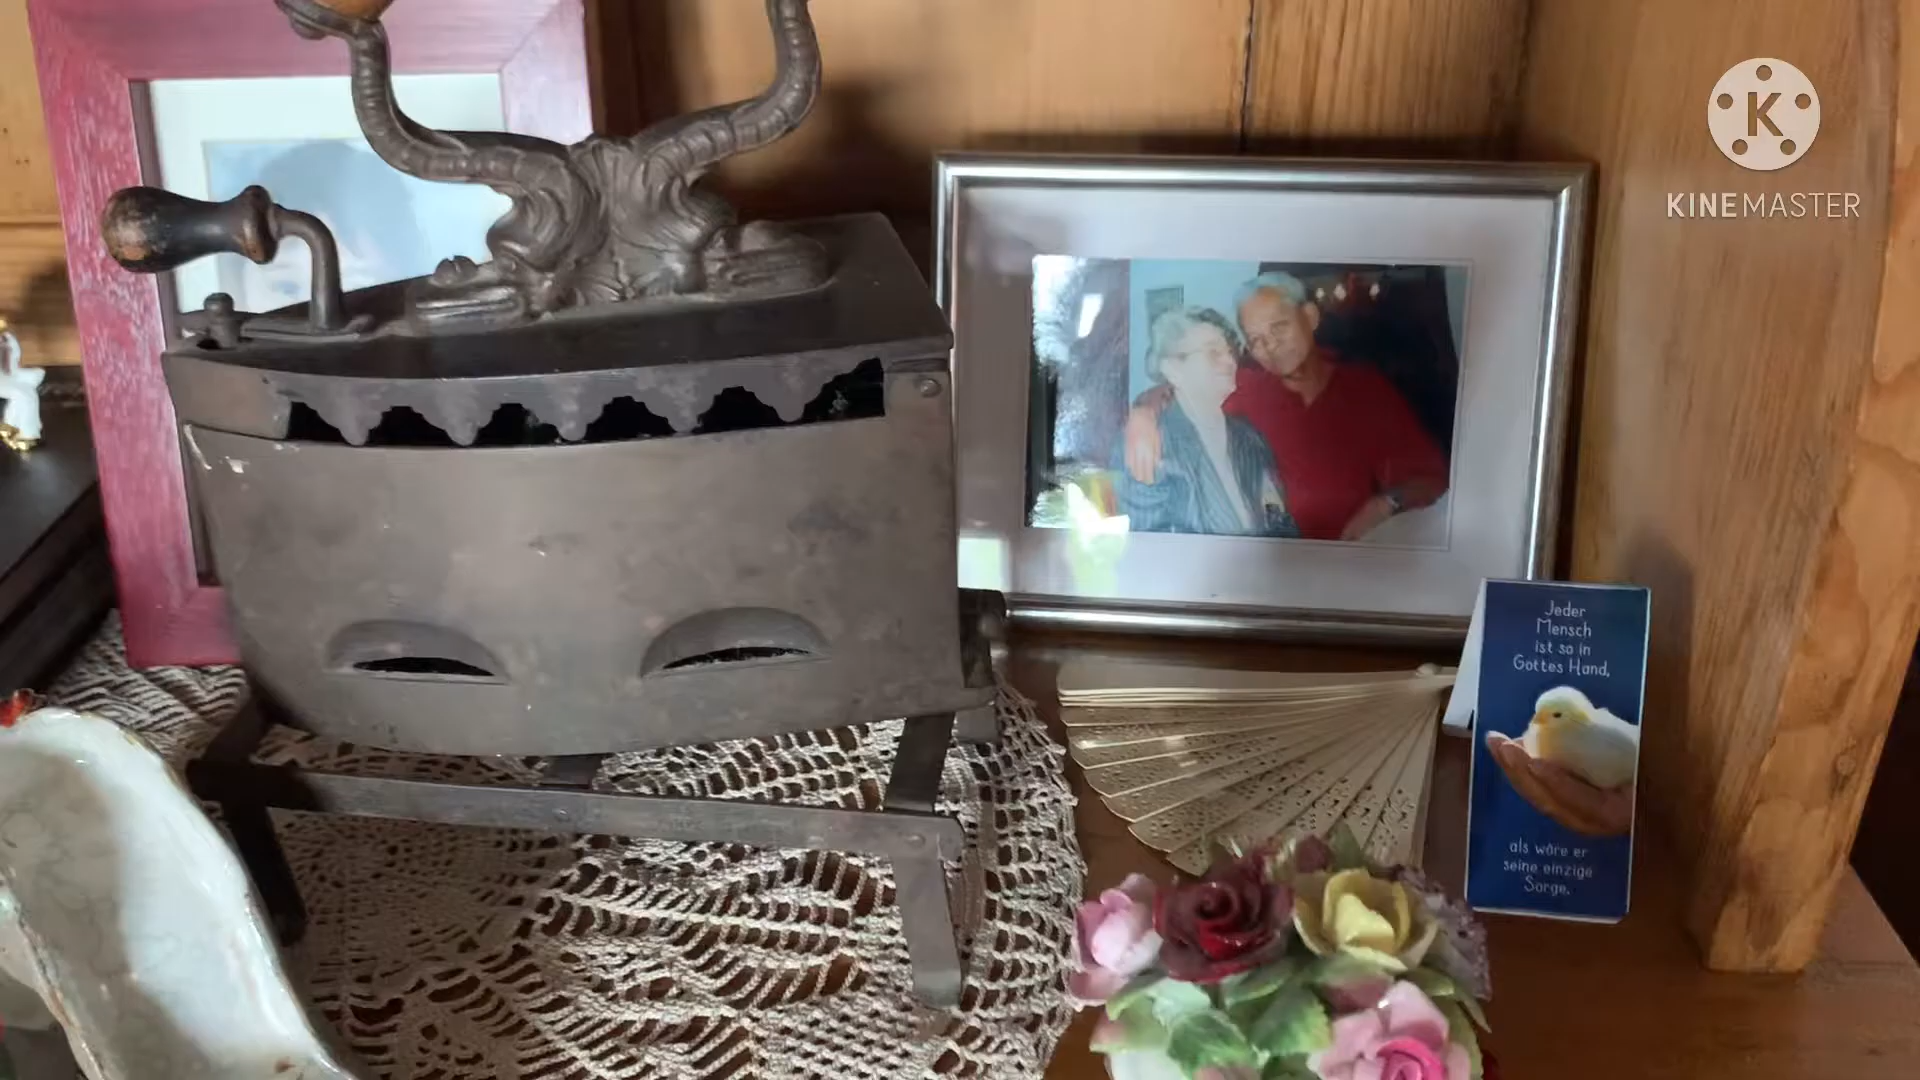 K
KINEMASTER
Jeder
Mensch
ist so in
Gottes Hand,
als wäre er
seine einzige
Sorge.